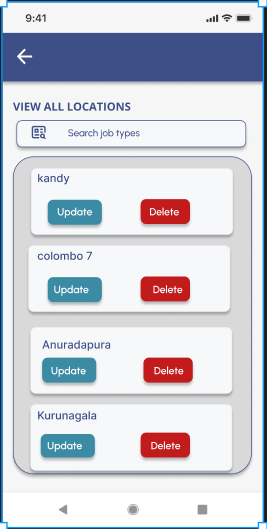 9:41
VIEW ALL LOCATIONS
Search job types
kandy
Update Delete
colombo 7
Update Delete
Anuradapura
Update Delete
Kurunagala
Update Delete